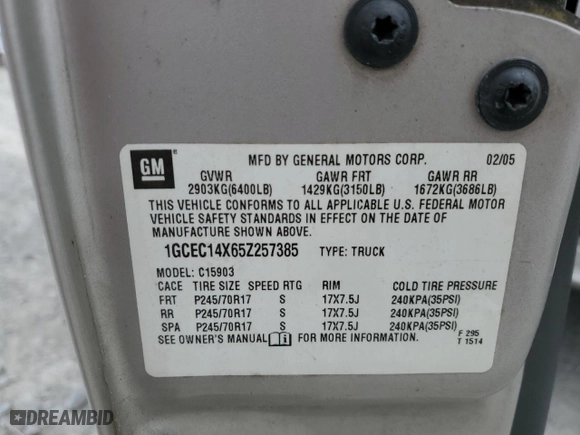 GM ®
MFD BY GENERAL MOTORS CORP. 02/05
GVWR GAWR FRT GAWR RR
2903KG(6400LB) 1429KG(3150LB) 1672KG(3686LB)
THIS VEHICLE CONFORMS TO ALL APPLICABLE U.S. FEDERAL MOTOR
VEHICLE SAFETY STANDARDS IN EFFECT ON THE DATE OF
MANUFACTURE SHOWN ABOVE.
1GCEC14X65Z257385 TYPE: TRUCK
MODEL: C15903
CACE TIRE SIZE SPEED RTG RIM COLD TIRE PRESSURE
FRT P245/70R17 S 17X7.5J 240KPA(35PSI)
RR P245/70R17 S 17X7.5J 240KPA(35PSI)
SPA P245/70R17 S 17X7.5J 240KPA(35PSI)
SEE OWNER'S MANUAL i FOR MORE INFORMATION.
F 295
T 1514
DREAMBID